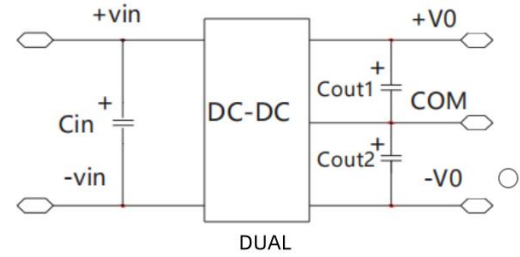 +vin
+V0
+
Cout1
COM
+
Cin
DC-DC
+
Cout2
-vin
-V0
DUAL